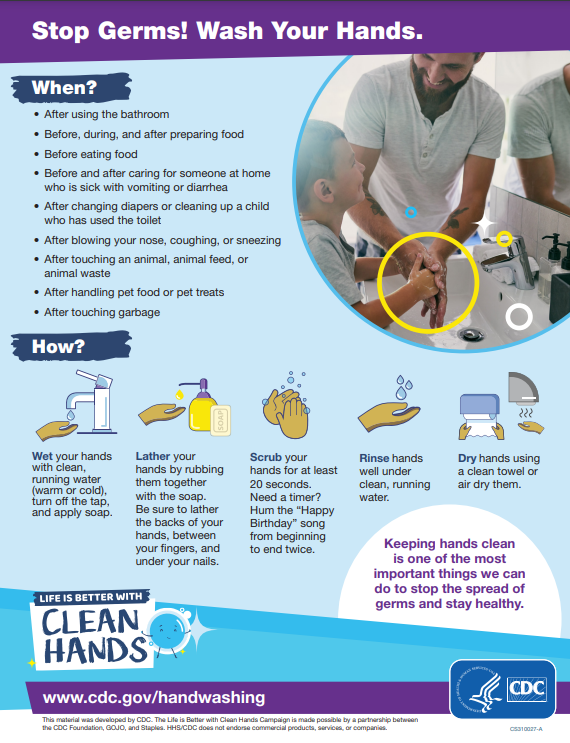 Stop Germs! Wash Your Hands.
When?
• After using the bathroom
• Before, during, and after preparing food
• Before eating food
• Before and after caring for someone at home
who is sick with vomiting or diarrhea
• After changing diapers or cleaning up a child
who has used the toilet
• After blowing your nose, coughing, or sneezing
• After touching an animal, animal feed, or
animal waste
• After handling pet food or pet treats
• After touching garbage
How?
SOAP
Wet your hands
with clean,
running water
(warm or cold),
turn off the tap,
and apply soap.
Lather your
hands by rubbing
them together
with the soap.
Be sure to lather
the backs of your
hands, between
your fingers, and
under your nails.
Scrub your
hands for at least
20 seconds.
Need a timer?
Hum the “Happy
Birthday” song
from beginning
to end twice.
Rinse hands
well under
clean, running
water.
Dry hands using
a clean towel or
air dry them.
Keeping hands clean
is one of the most
important things we can
do to stop the spread of
germs and stay healthy.
LIFE IS BETTER WITH
CLEAN
HANDS
www.cdc.gov/handwashing
CDC
This material was developed by CDC. The Life is Better with Clean Hands Campaign is made possible by a partnership between
the CDC Foundation, GOJO, and Staples. HHS/CDC does not endorse commercial products, services, or companies.
CS310027-A